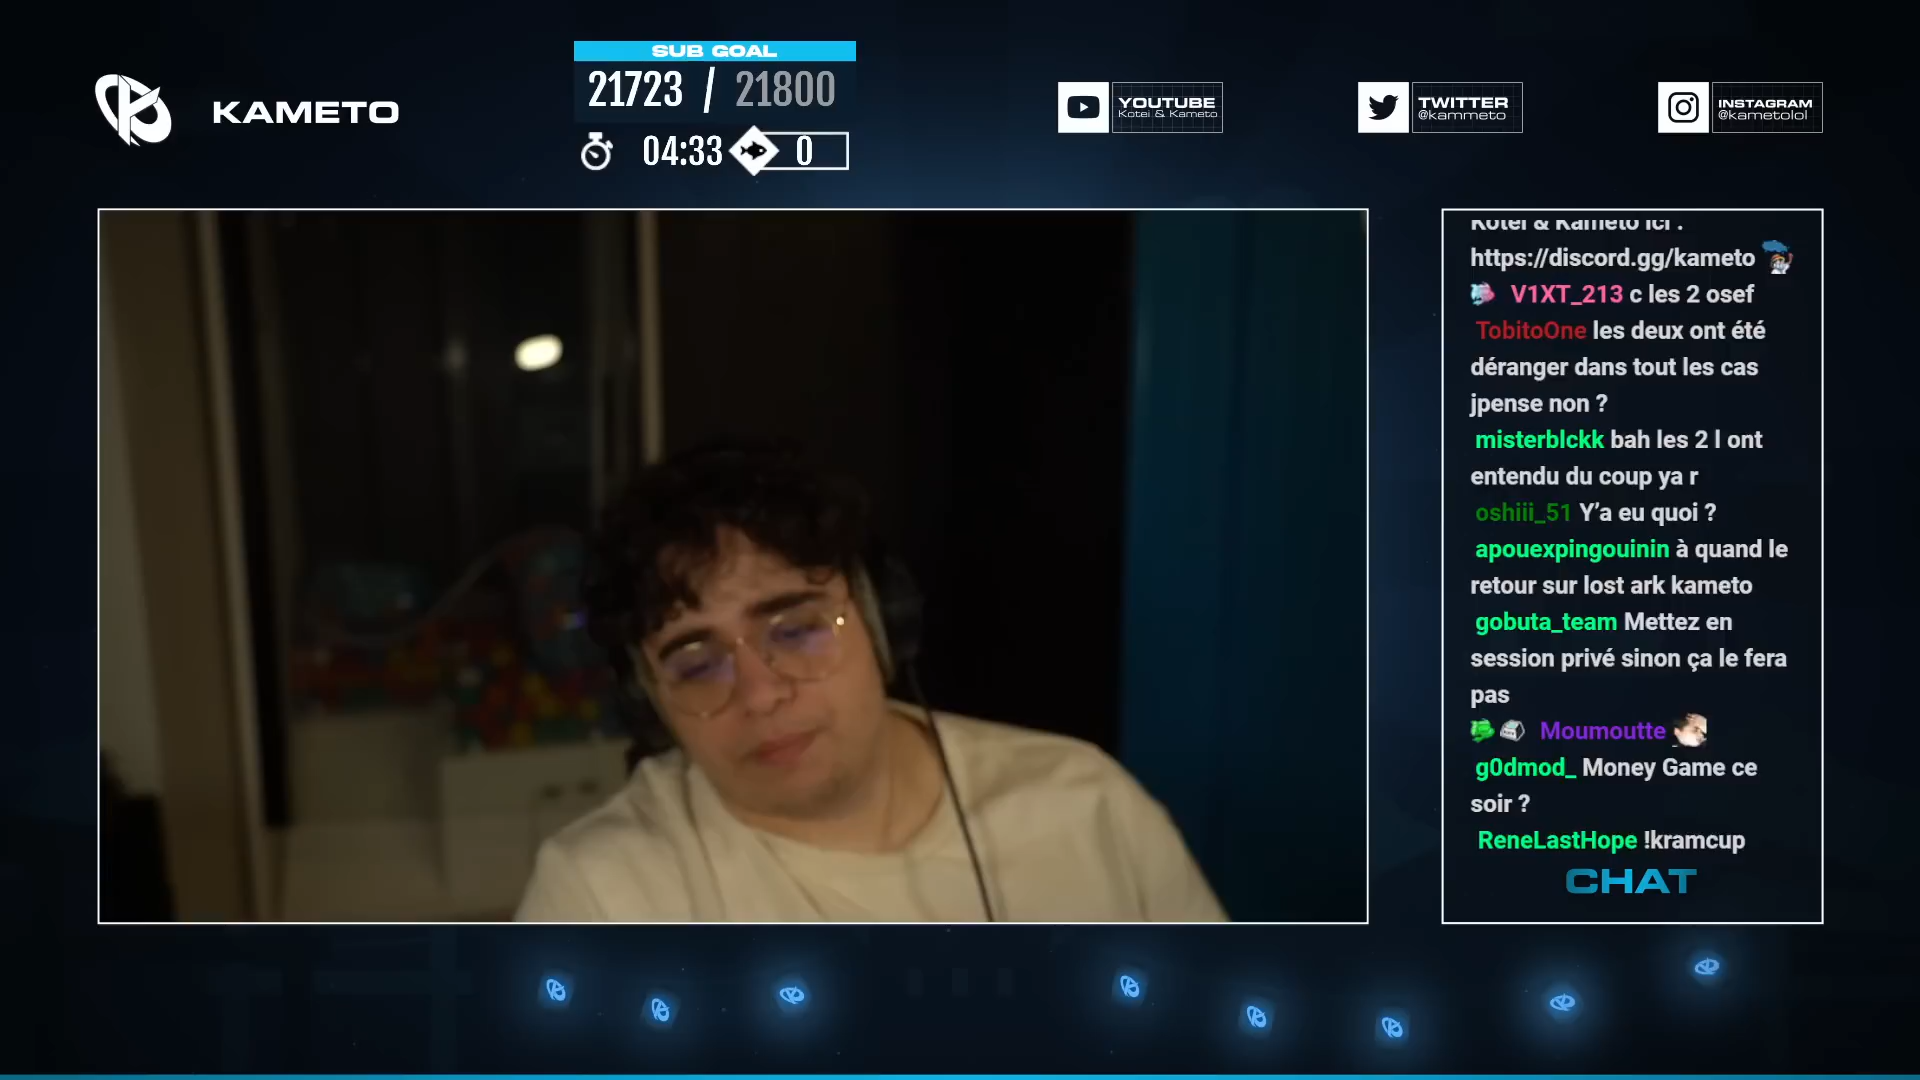 KAMETO
SUB GOAL
21723 / 21800
04:33
0
YOUTUBE
Kotei & Kameto
TWITTER
@kammeto
INSTAGRAM
@kametolol
Kotei & Kameto ici :
https://discord.gg/kameto
V1XT_213 c les 2 osef
TobitoOne les deux ont été
déranger dans tout les cas
jpense non ?
misterblckk bah les 2 l ont
entendu du coup ya r
oshiii_51 Y’a eu quoi ?
apouexpingouinin à quand le
retour sur lost ark kameto
gobuta_team Mettez en
session privé sinon ça le fera
pas
Moumoutte
g0dmod_ Money Game ce
soir ?
ReneLastHope !kramcup
CHAT